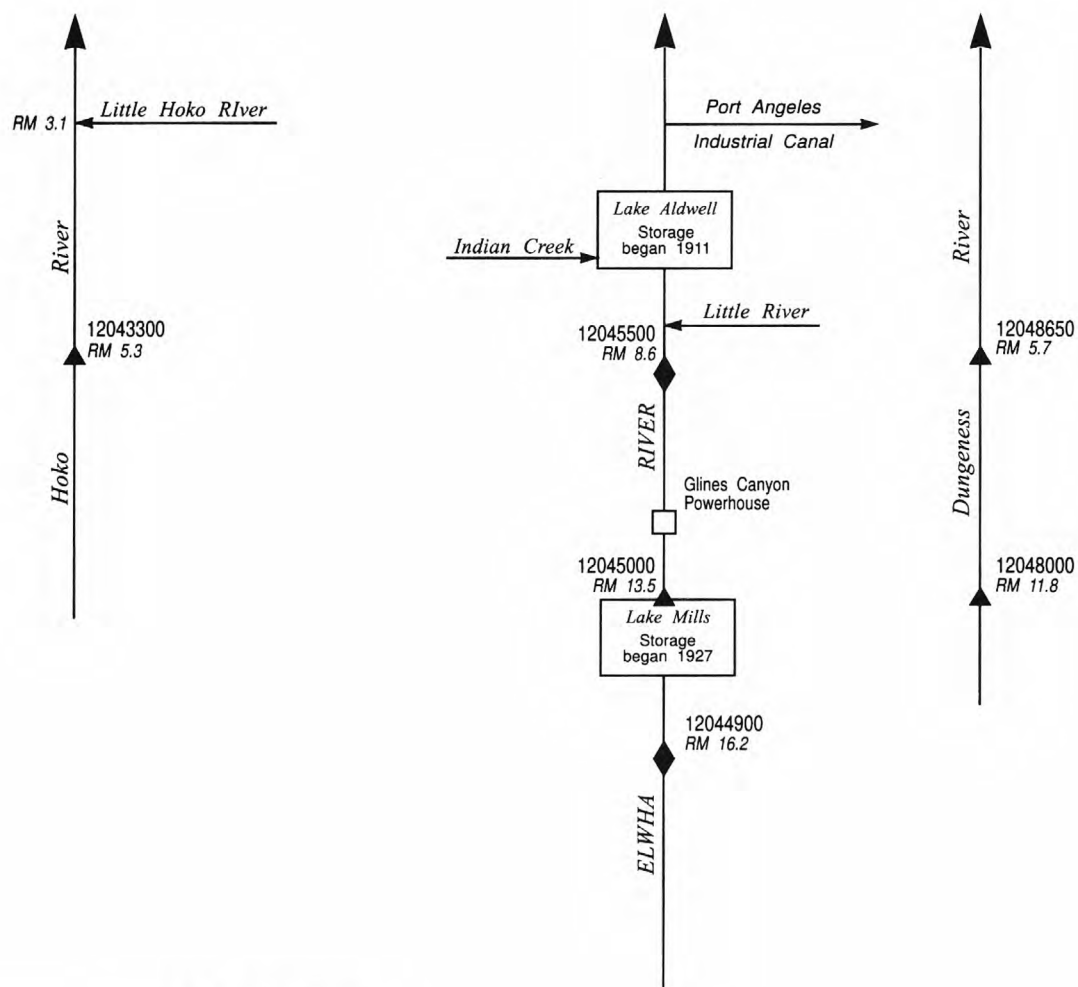 Little Hoko RIver
RM 3.1
River
12043300
RM 5.3
Hoko
Port Angeles
Industrial Canal
Lake Aldwell
Storage
began 1911
Indian Creek
Little River
12045500
RM 8.6
RIVER
Glines Canyon
Powerhouse
12045000
RM 13.5
Lake Mills
Storage
began 1927
12044900
RM 16.2
ELWHA
River
12048650
RM 5.7
Dungeness
12048000
RM 11.8